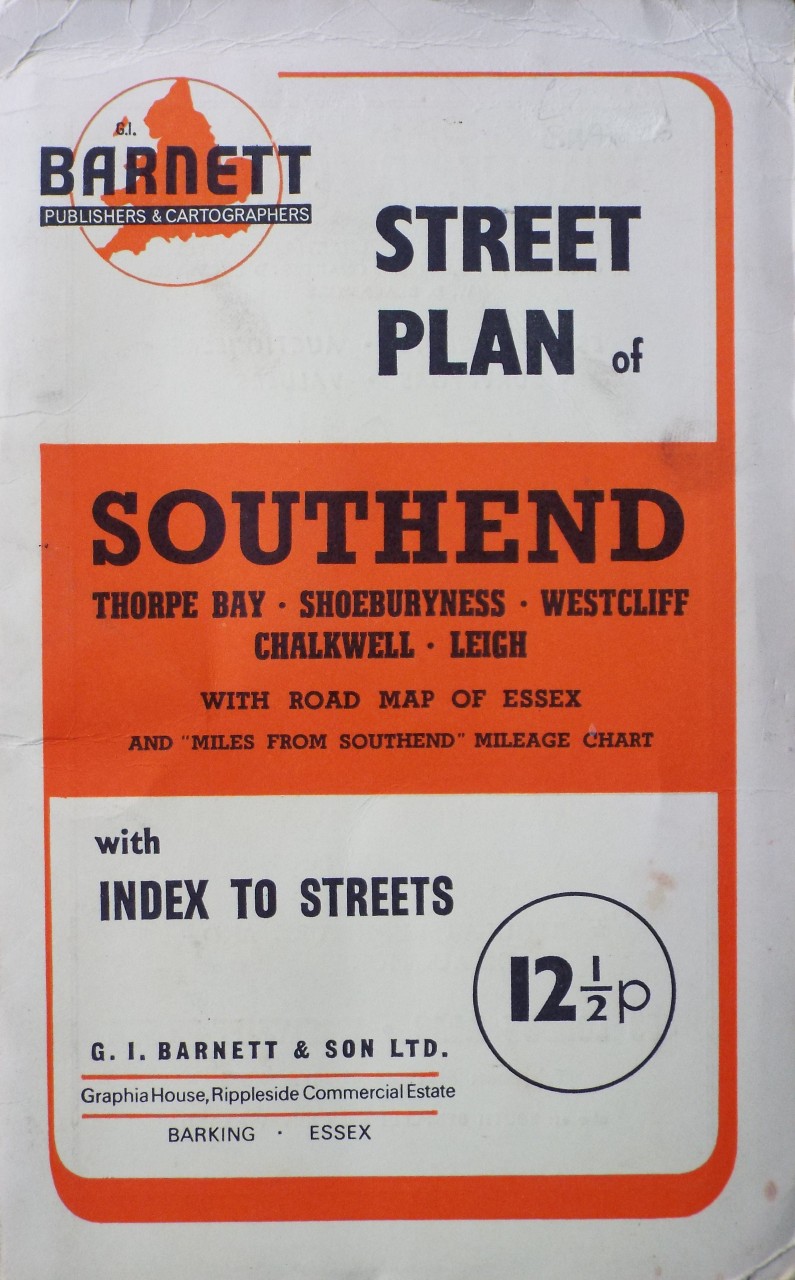 G.I.
BARNETT
PUBLISHERS & CARTOGRAPHERS
STREET
PLAN of
SOUTHEND
THORPE BAY · SHOEBURYNESS · WESTCLIFF
CHALKWELL · LEIGH
WITH ROAD MAP OF ESSEX
AND "MILES FROM SOUTHEND" MILEAGE CHART
with
INDEX TO STREETS
12½p
G. I. BARNETT & SON LTD.
Graphia House, Rippleside Commercial Estate
BARKING · ESSEX